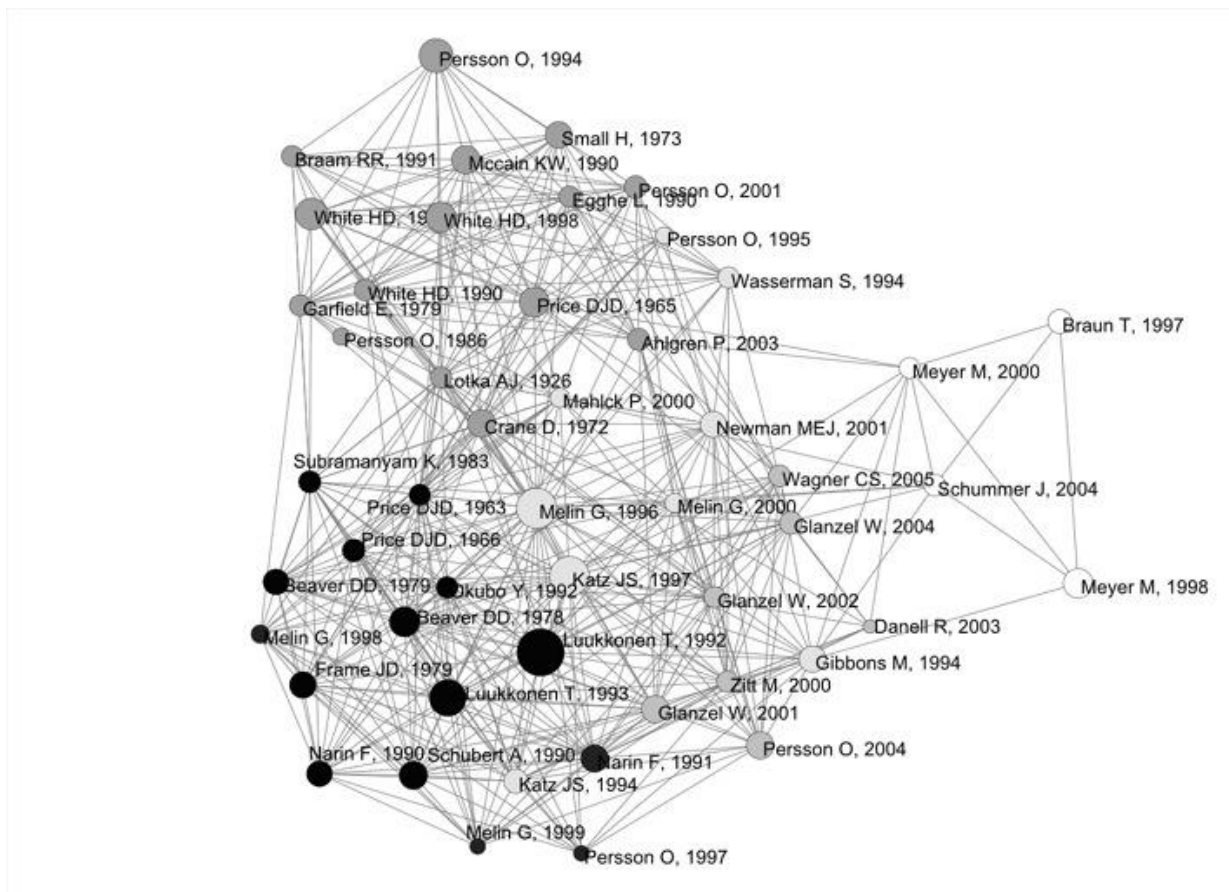 Persson O, 1994
Small H, 1973
Braam RR, 1991
Mccain KW, 1990
Persson O, 2001
Egghe L, 1990
White HD, 19
White HD, 1998
Persson O, 1995
Wasserman S, 1994
White HD, 1990
Garfield E, 1979
Price DJD, 1965
Braun T, 1997
Persson O, 1986
Ahlgren P, 2003
Meyer M, 2000
Lotka AJ, 1926
Mahlck P, 2000
Crane D, 1972
Newman MEJ, 2001
Subramanyam K, 1983
Wagner CS, 2005
Schummer J, 2004
Price DJD, 1963
Melin G, 1996
Melin G, 2000
Glanzel W, 2004
Price DJD, 1966
Beaver DD, 1979
Okubo Y, 1992
Katz JS, 1997
Meyer M, 1998
Glanzel W, 2002
Beaver DD, 1978
Danell R, 2003
Melin G, 1998
Luukkonen T, 1992
Gibbons M, 1994
Frame JD, 1979
Luukkonen T, 1993
Zitt M, 2000
Glanzel W, 2001
Narin F, 1990
Schubert A, 1990
Narin F, 1991
Persson O, 2004
Katz JS, 1994
Melin G, 1999
Persson O, 1997